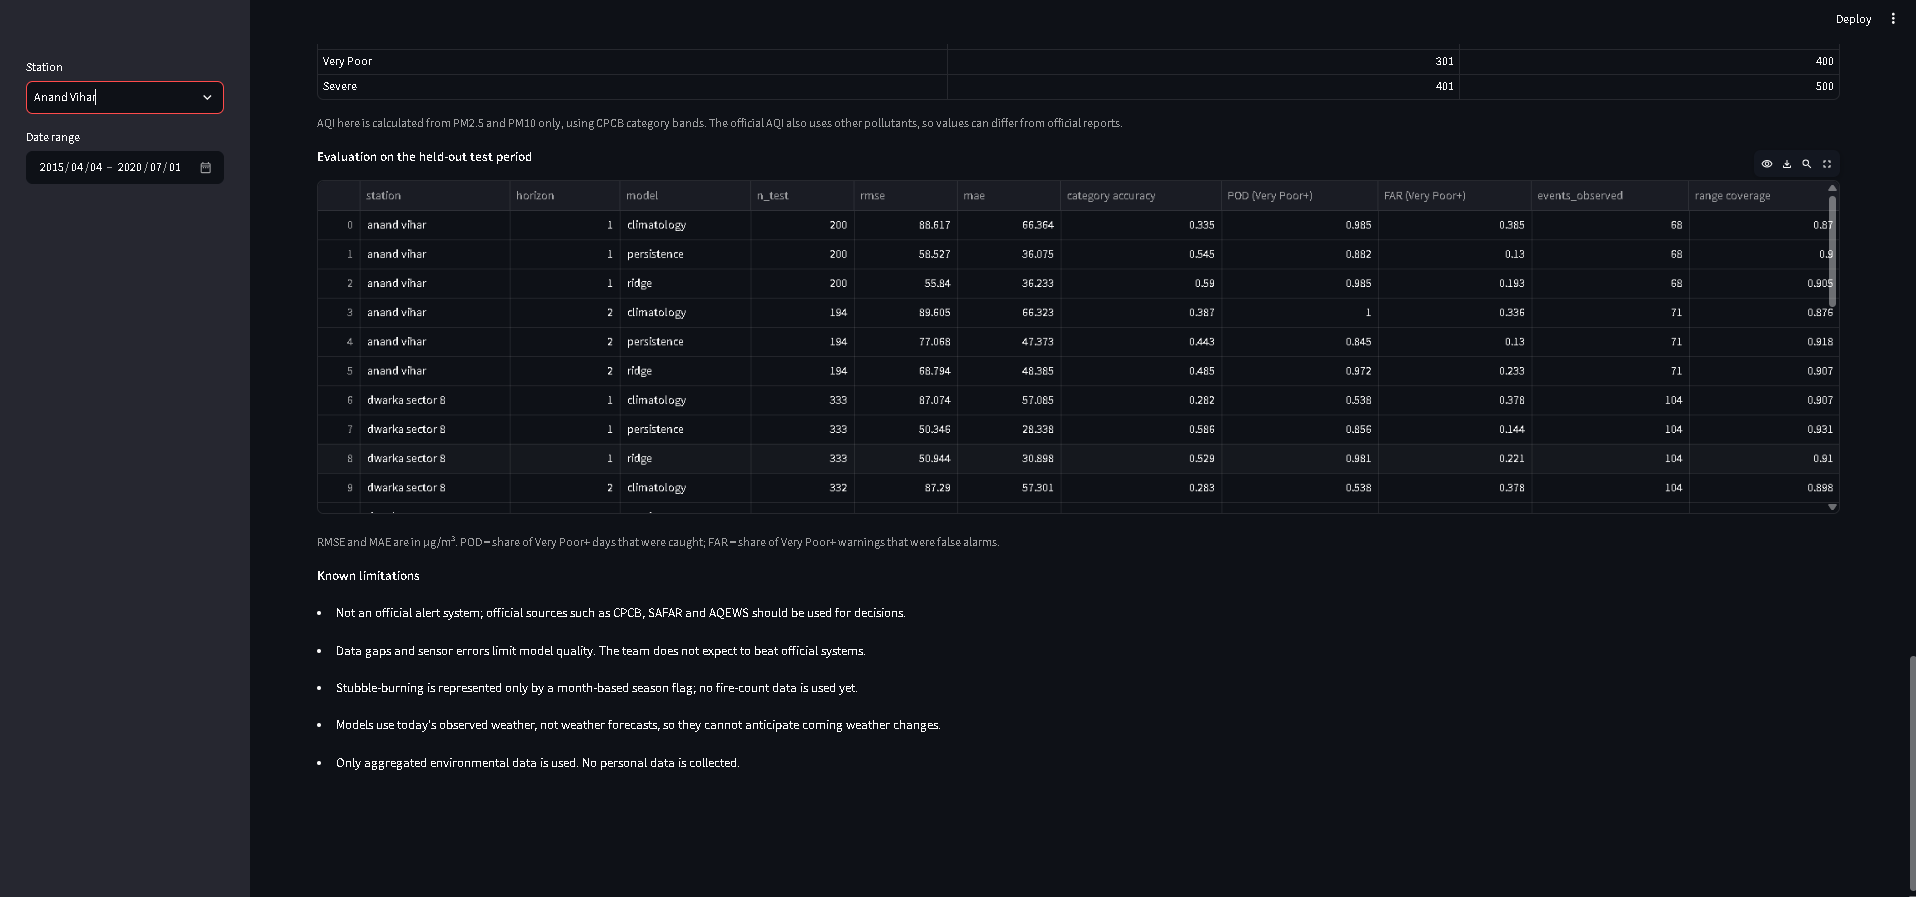 Deploy
Station
Anand Vihar
Date range
2015/04/04 – 2020/07/01
Very Poor 301 400
Severe 401 500
AQI here is calculated from PM2.5 and PM10 only, using CPCB category bands. The official AQI also uses other pollutants, so values can differ from official reports.
Evaluation on the held-out test period
station horizon model n_test rmse mae category accuracy POD (Very Poor+) FAR (Very Poor+) events_observed range coverage
0 anand vihar 1 climatology 200 88.617 66.364 0.335 0.985 0.385 68 0.87
1 anand vihar 1 persistence 200 58.527 36.075 0.545 0.882 0.13 68 0.9
2 anand vihar 1 ridge 200 55.84 36.233 0.59 0.985 0.193 68 0.905
3 anand vihar 2 climatology 194 89.605 66.323 0.387 1 0.336 71 0.876
4 anand vihar 2 persistence 194 77.068 47.373 0.443 0.845 0.13 71 0.918
5 anand vihar 2 ridge 194 68.794 48.385 0.485 0.972 0.233 71 0.907
6 dwarka sector 8 1 climatology 333 87.074 57.085 0.282 0.538 0.378 104 0.907
7 dwarka sector 8 1 persistence 333 50.346 28.338 0.586 0.856 0.144 104 0.931
8 dwarka sector 8 1 ridge 333 50.944 30.898 0.529 0.981 0.221 104 0.91
9 dwarka sector 8 2 climatology 332 87.29 57.301 0.283 0.538 0.378 104 0.898
RMSE and MAE are in µg/m³. POD = share of Very Poor+ days that were caught; FAR = share of Very Poor+ warnings that were false alarms.
Known limitations
• Not an official alert system; official sources such as CPCB, SAFAR and AQEWS should be used for decisions.
• Data gaps and sensor errors limit model quality. The team does not expect to beat official systems.
• Stubble-burning is represented only by a month-based season flag; no fire-count data is used yet.
• Models use today's observed weather, not weather forecasts, so they cannot anticipate coming weather changes.
• Only aggregated environmental data is used. No personal data is collected.